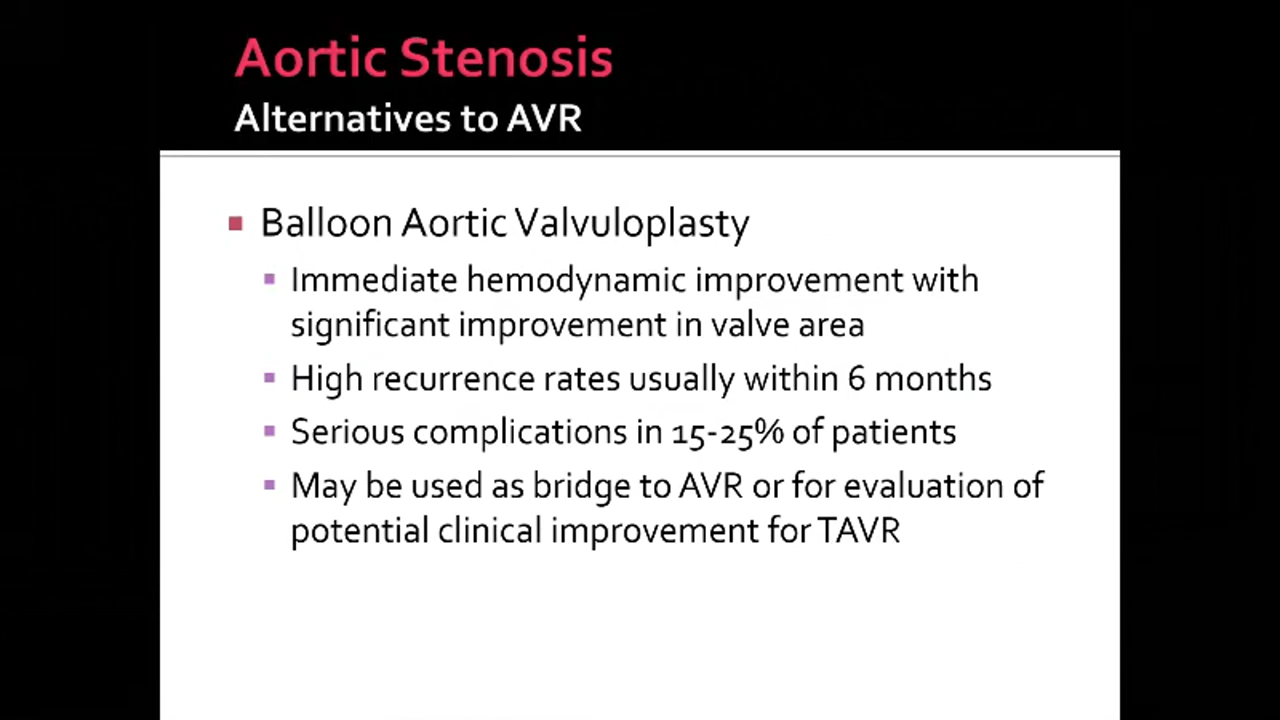 Aortic Stenosis
Alternatives to AVR
Balloon Aortic Valvuloplasty
Immediate hemodynamic improvement with
significant improvement in valve area
High recurrence rates usually within 6 months
Serious complications in 15-25% of patients
May be used as bridge to AVR or for evaluation of
potential clinical improvement for TAVR